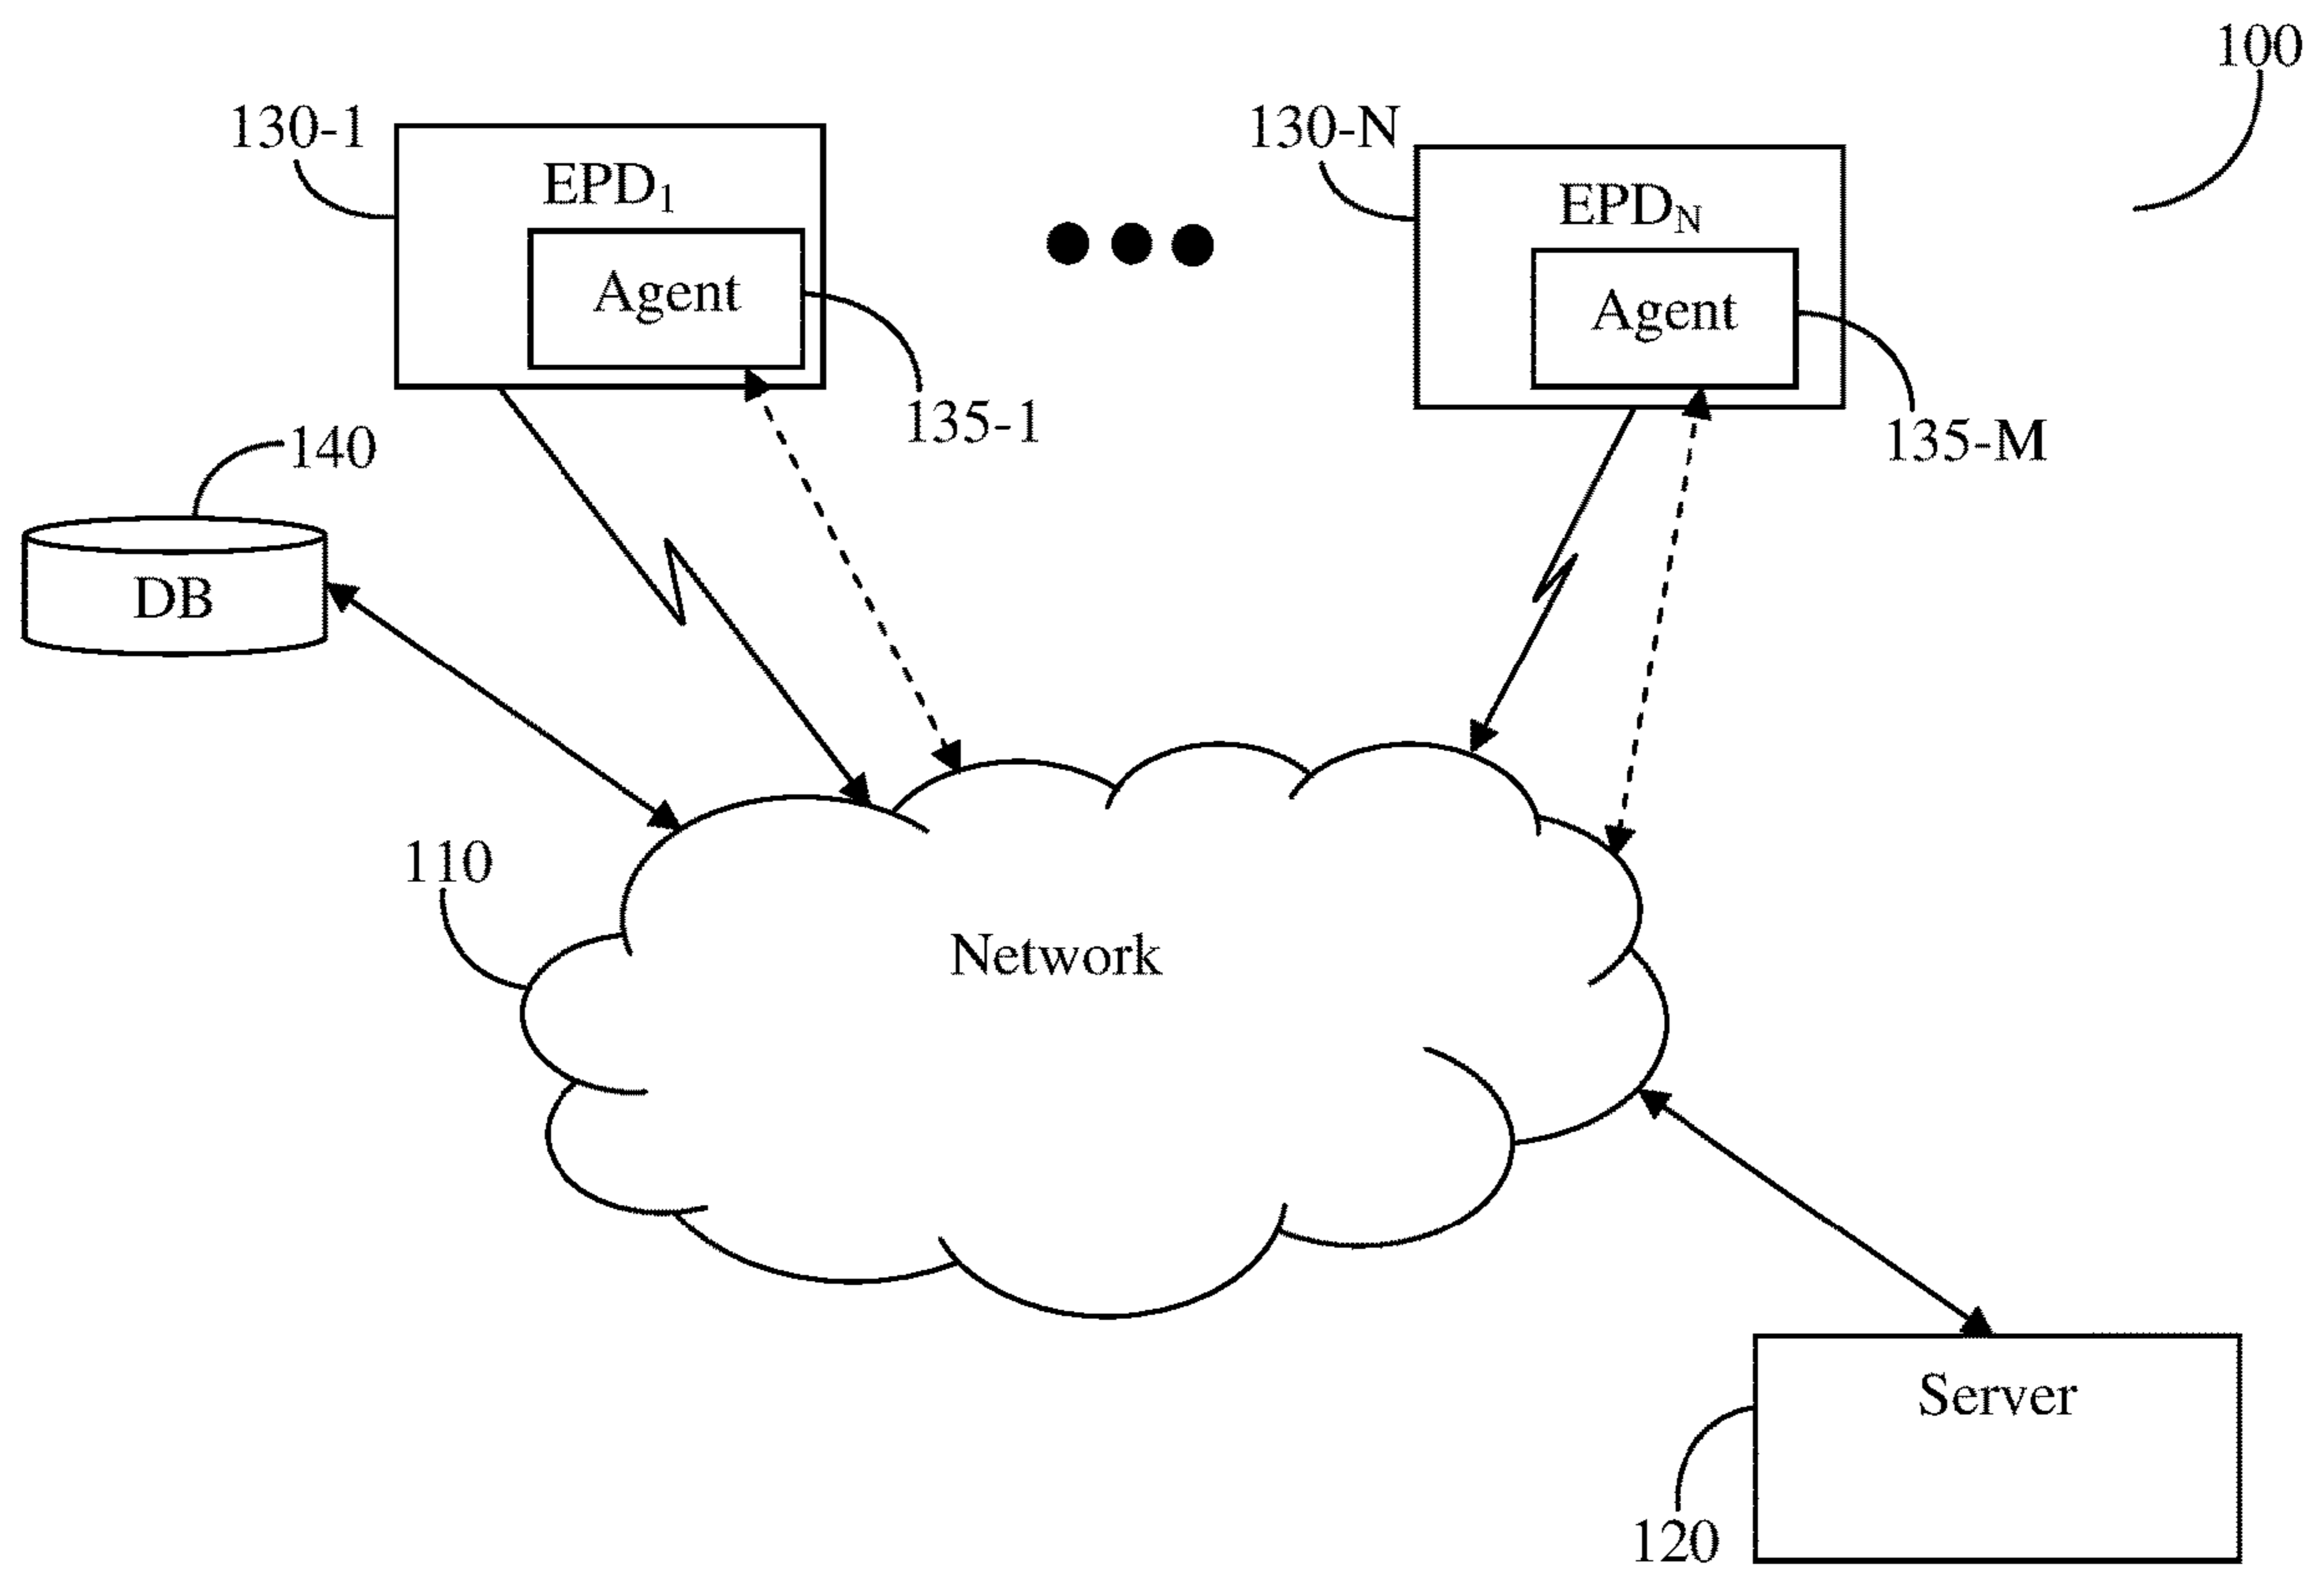 100
130-1
130-N
EPD₁
EPDN
Agent
Agent
135-1
135-M
140
DB
110
Network
Server
120